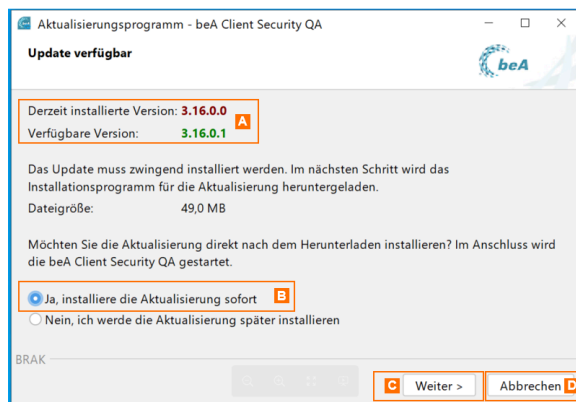 Aktualisierungsprogramm - beA Client Security QA
Update verfügbar
beA
Derzeit installierte Version: 3.16.0.0
A
Verfügbare Version: 3.16.0.1
Das Update muss zwingend installiert werden. Im nächsten Schritt wird das
Installationsprogramm für die Aktualisierung heruntergeladen.
Dateigröße: 49,0 MB
Möchten Sie die Aktualisierung direkt nach dem Herunterladen installieren? Im Anschluss wird
die beA Client Security QA gestartet.
Ja, installiere die Aktualisierung sofort B
Nein, ich werde die Aktualisierung später installieren
BRAK
C Weiter > Abbrechen D